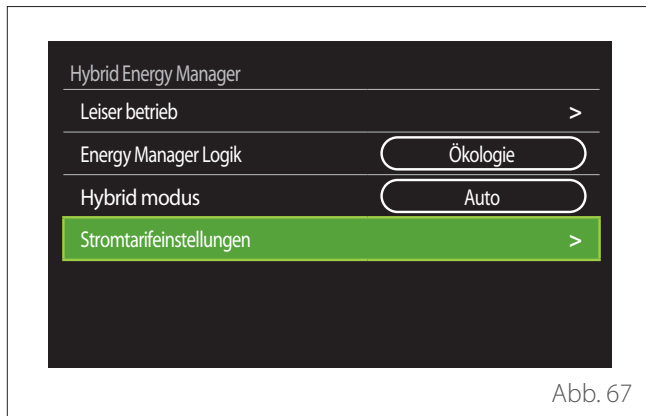 Hybrid Energy Manager
Leiser betrieb >
Energy Manager Logik Ökologie
Hybrid modus Auto
Stromtarifeinstellungen >
Abb. 67